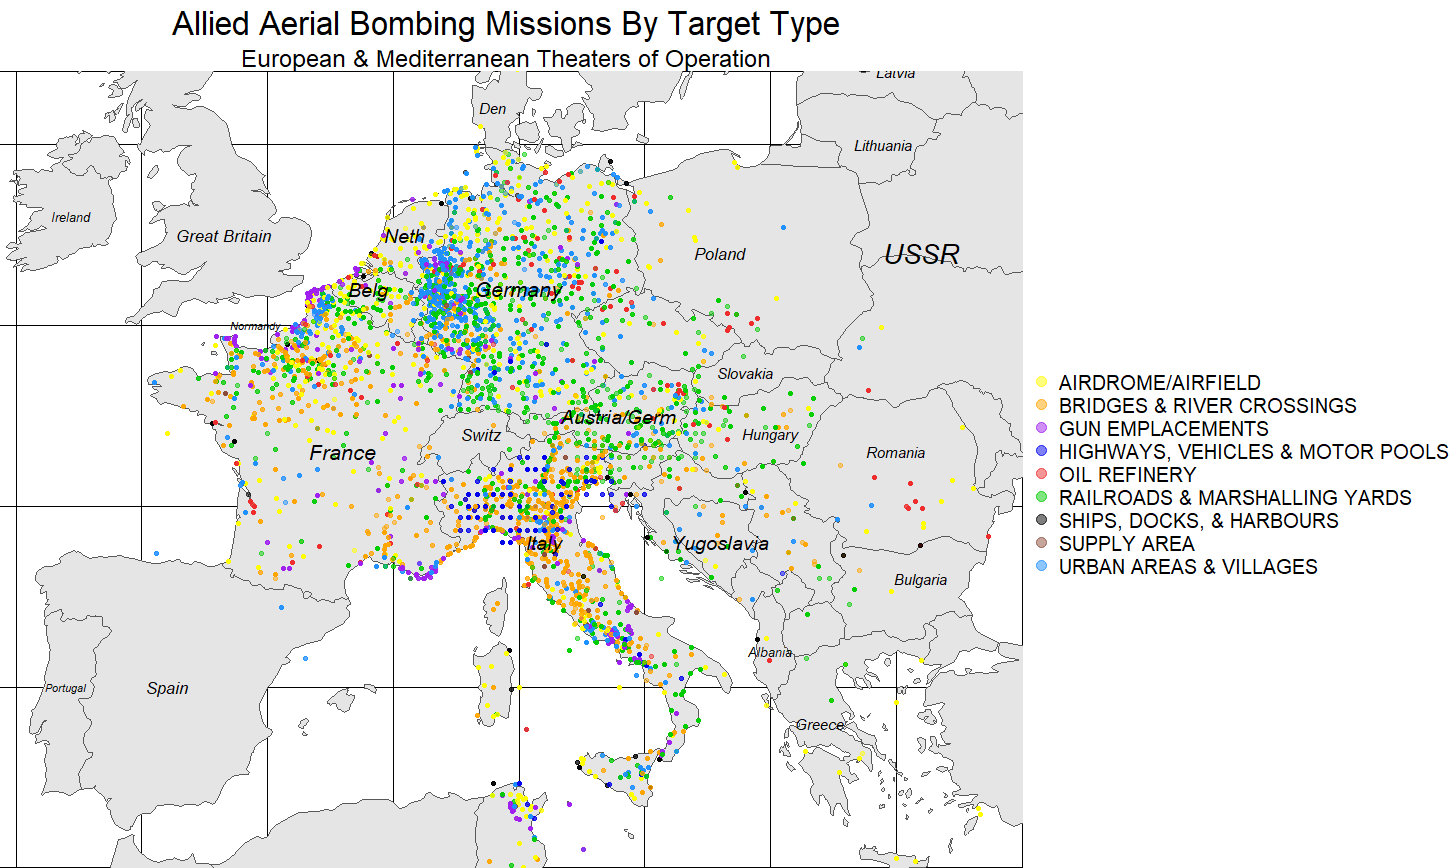 Allied Aerial Bombing Missions By Target Type
European & Mediterranean Theaters of Operation
Latvia
Den
Lithuania
Ireland
Great Britain
Neth
Poland
USSR
Belg
Germany
Normandy
Slovakia
Austria/Germ
Switz
Hungary
France
Romania
Italy
Yugoslavia
Bulgaria
Albania
Portugal
Spain
Greece
AIRDROME/AIRFIELD
BRIDGES & RIVER CROSSINGS
GUN EMPLACEMENTS
HIGHWAYS, VEHICLES & MOTOR POOLS
OIL REFINERY
RAILROADS & MARSHALLING YARDS
SHIPS, DOCKS, & HARBOURS
SUPPLY AREA
URBAN AREAS & VILLAGES